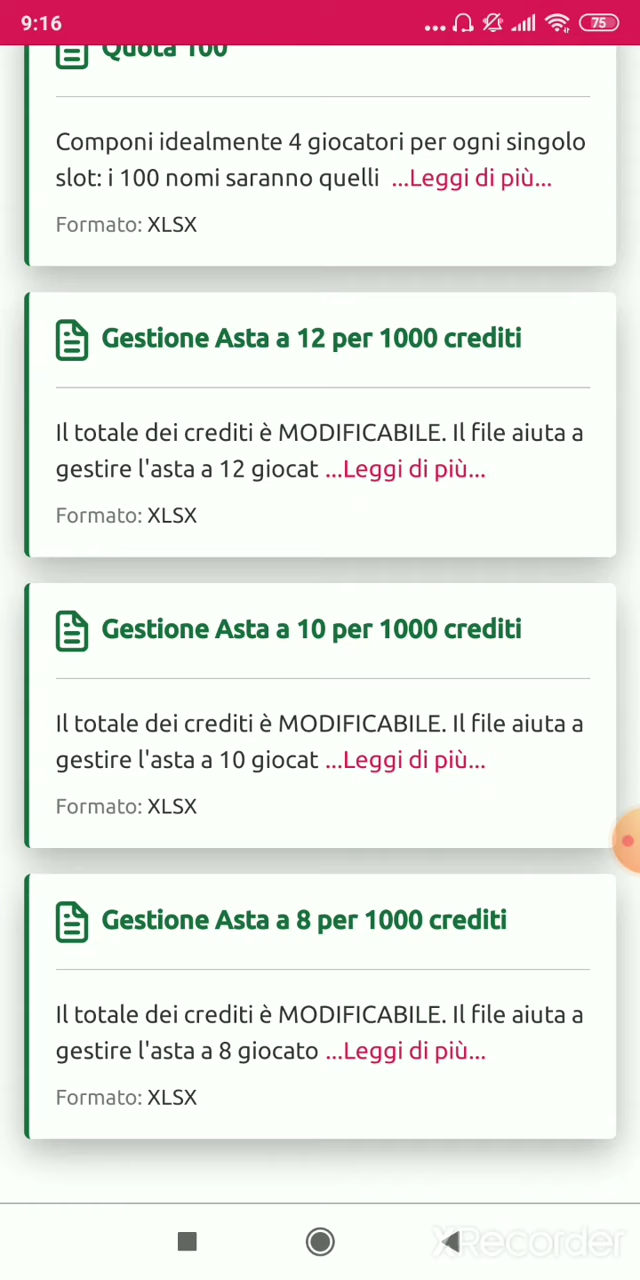 9:16
75
Quota 100
Componi idealmente 4 giocatori per ogni singolo
slot: i 100 nomi saranno quelli ...Leggi di più...
Formato: XLSX
Gestione Asta a 12 per 1000 crediti
Il totale dei crediti è MODIFICABILE. Il file aiuta a
gestire l'asta a 12 giocat ...Leggi di più...
Formato: XLSX
Gestione Asta a 10 per 1000 crediti
Il totale dei crediti è MODIFICABILE. Il file aiuta a
gestire l'asta a 10 giocat ...Leggi di più...
Formato: XLSX
Gestione Asta a 8 per 1000 crediti
Il totale dei crediti è MODIFICABILE. Il file aiuta a
gestire l'asta a 8 giocato ...Leggi di più...
Formato: XLSX
XRecorder